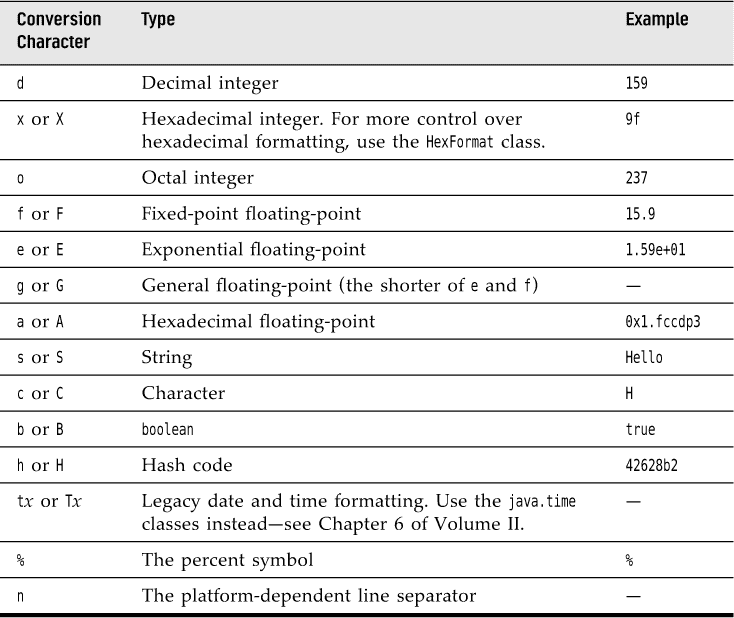 Conversion Character Type Example
d Decimal integer 159
x or X Hexadecimal integer. For more control over 9f
hexadecimal formatting, use the HexFormat class.
o Octal integer 237
f or F Fixed-point floating-point 15.9
e or E Exponential floating-point 1.59e+01
g or G General floating-point (the shorter of e and f) —
a or A Hexadecimal floating-point 0x1.fccdp3
s or S String Hello
c or C Character H
b or B boolean true
h or H Hash code 42628b2
tx or Tx Legacy date and time formatting. Use the java.time —
classes instead—see Chapter 6 of Volume II.
% The percent symbol %
n The platform-dependent line separator —